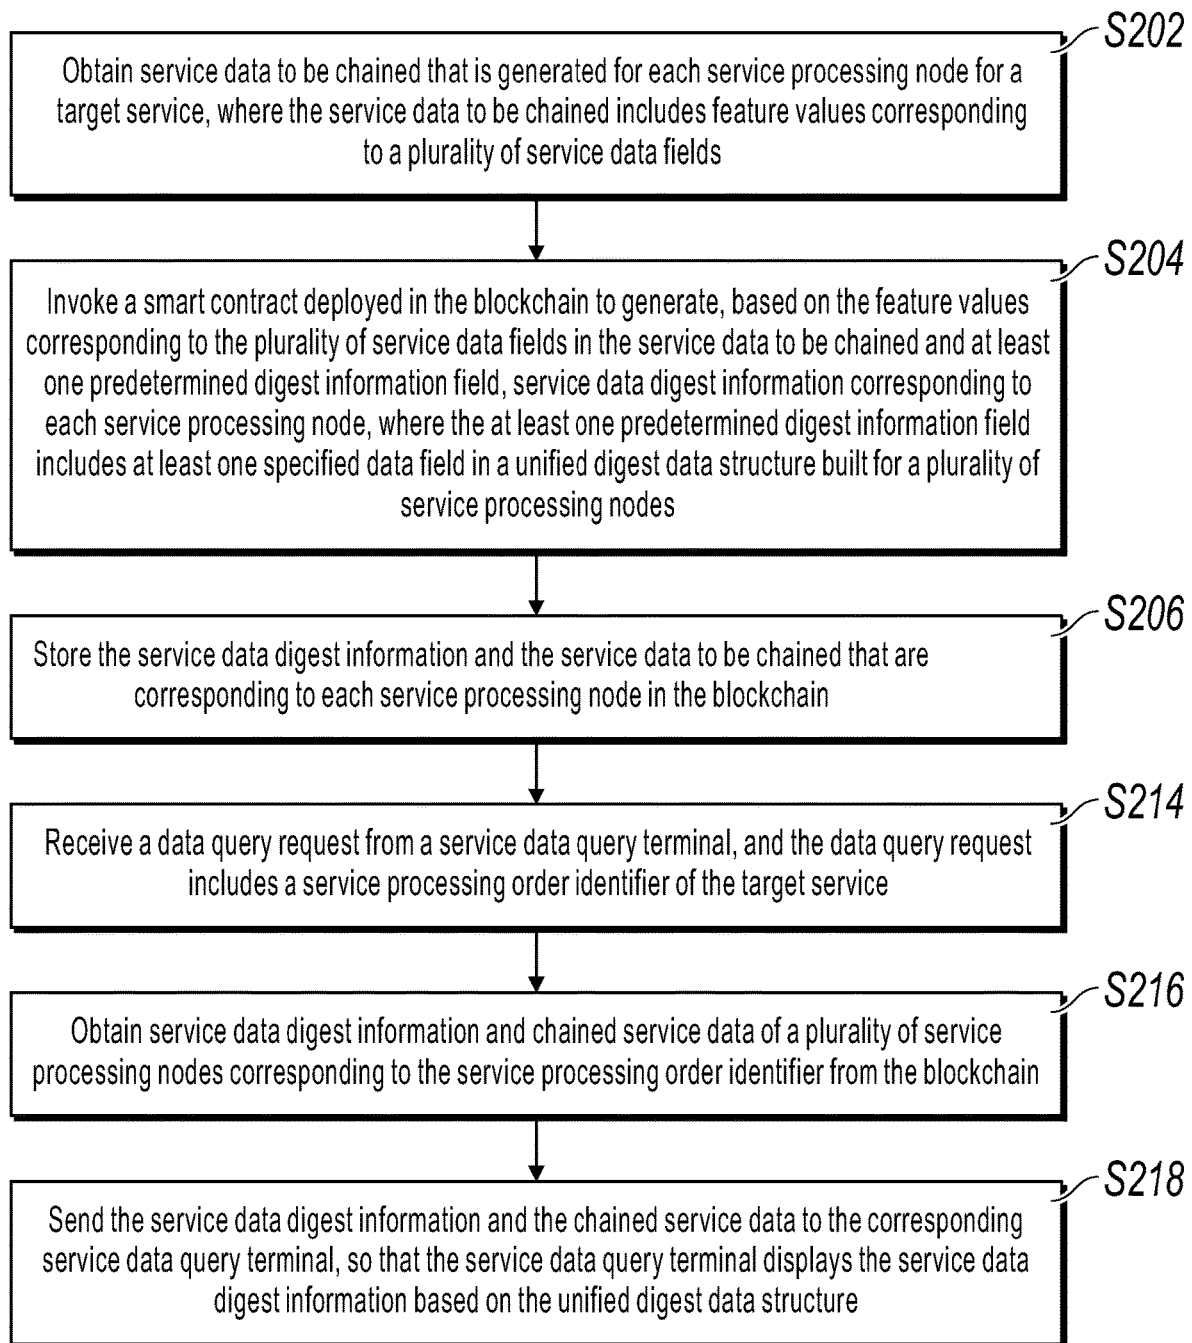 S202
Obtain service data to be chained that is generated for each service processing node for a
target service, where the service data to be chained includes feature values corresponding
to a plurality of service data fields
S204
Invoke a smart contract deployed in the blockchain to generate, based on the feature values
corresponding to the plurality of service data fields in the service data to be chained and at least
one predetermined digest information field, service data digest information corresponding to
each service processing node, where the at least one predetermined digest information field
includes at least one specified data field in a unified digest data structure built for a plurality of
service processing nodes
S206
Store the service data digest information and the service data to be chained that are
corresponding to each service processing node in the blockchain
S214
Receive a data query request from a service data query terminal, and the data query request
includes a service processing order identifier of the target service
S216
Obtain service data digest information and chained service data of a plurality of service
processing nodes corresponding to the service processing order identifier from the blockchain
S218
Send the service data digest information and the chained service data to the corresponding
service data query terminal, so that the service data query terminal displays the service data
digest information based on the unified digest data structure